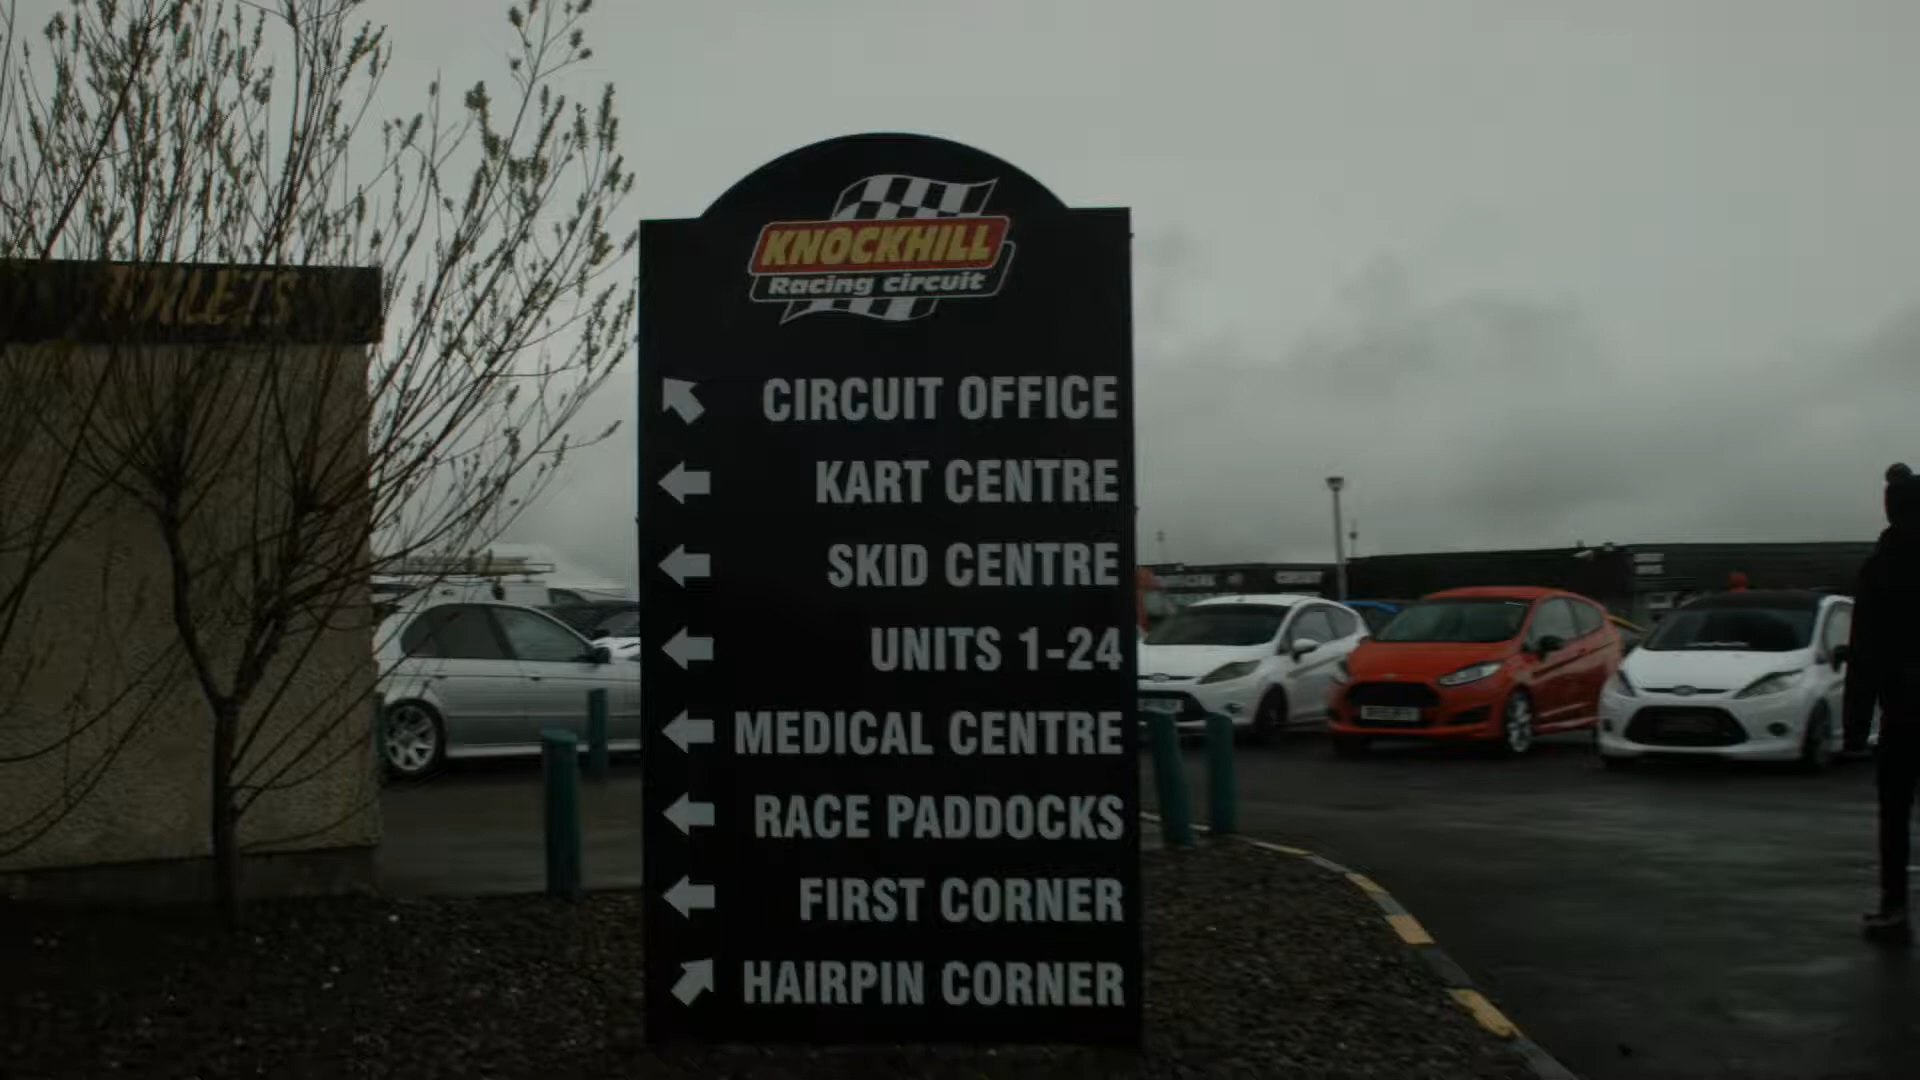 TOILETS
KNOCKHILL
Racing circuit
CIRCUIT OFFICE
KART CENTRE
SKID CENTRE
UNITS 1-24
MEDICAL CENTRE
RACE PADDOCKS
FIRST CORNER
HAIRPIN CORNER